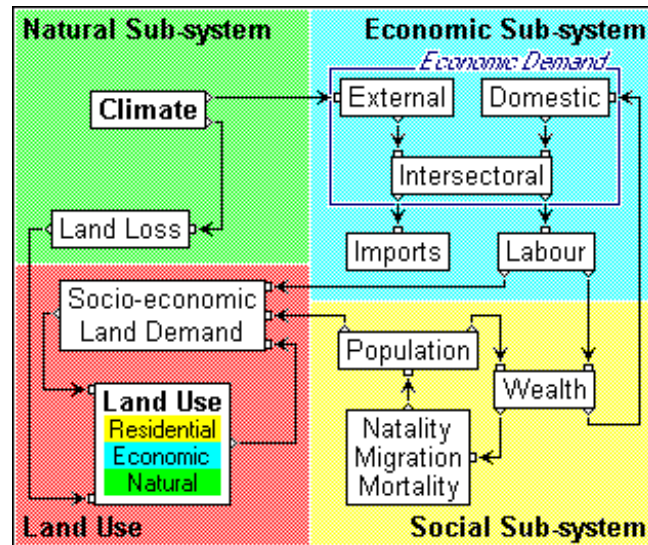 Natural Sub-system
Economic Sub-system
Economic Demand
Climate
External
Domestic
Intersectoral
Land Loss
Imports
Labour
Socio-economic
Land Demand
Population
Wealth
Land Use
Residential
Economic
Natural
Natality
Migration
Mortality
Land Use
Social Sub-system